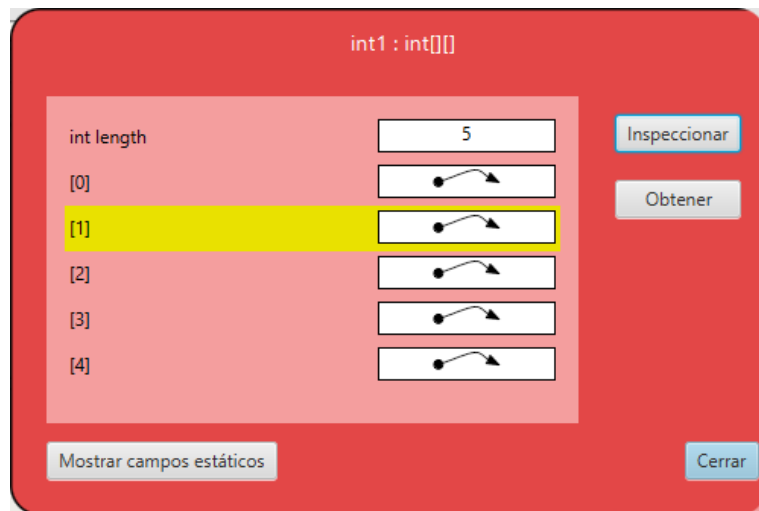 int1 : int[][]
int length 5
Inspeccionar
[0]
Obtener
[1]
[2]
[3]
[4]
Mostrar campos estáticos
Cerrar